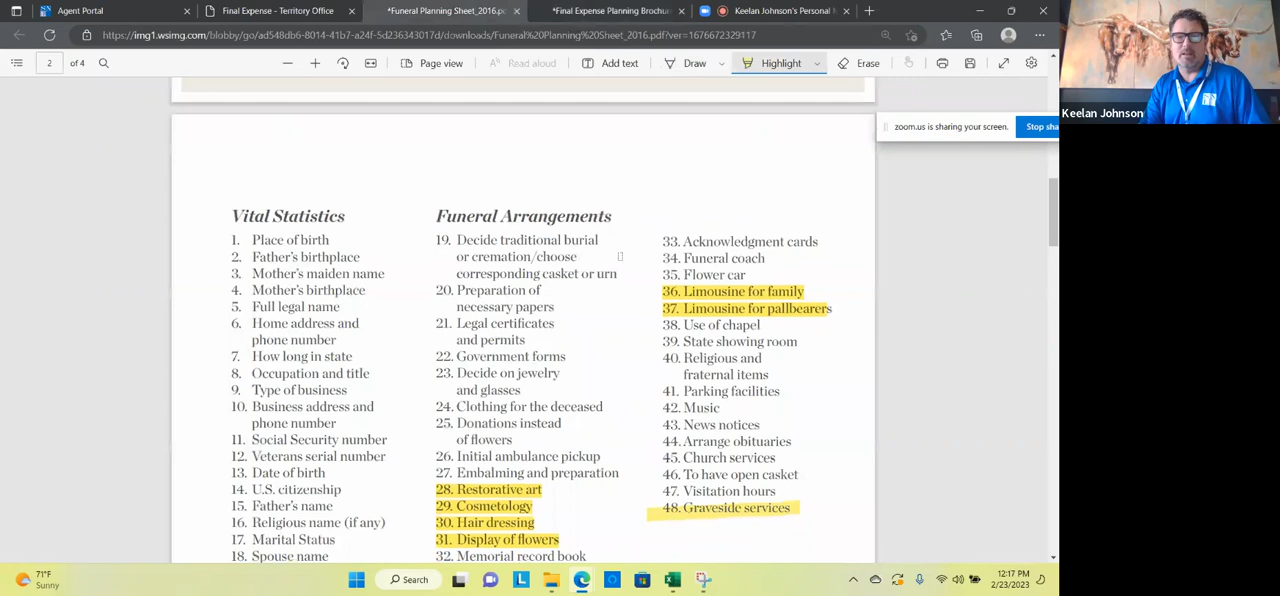 Agent Portal
Final Expense - Territory Office
*Funeral Planning Sheet_2016.pd
*Final Expense Planning Brochure
Keelan Johnson's Personal M
https://img1.wsimg.com/blobby/go/ad548db6-8014-41b7-a24f-5d236343017d/downloads/Funeral%20Planning%20Sheet_2016.pdf?ver=1676672329117
2 of 4
Page view
Read aloud
Add text
Draw
Highlight
Erase
zoom.us is sharing your screen.
Stop sha
Keelan Johnson
Vital Statistics
1. Place of birth
2. Father's birthplace
3. Mother's maiden name
4. Mother's birthplace
5. Full legal name
6. Home address and
phone number
7. How long in state
8. Occupation and title
9. Type of business
10. Business address and
phone number
11. Social Security number
12. Veterans serial number
13. Date of birth
14. U.S. citizenship
15. Father's name
16. Religious name (if any)
17. Marital Status
18. Spouse name
Funeral Arrangements
19. Decide traditional burial
or cremation/choose
corresponding casket or urn
20. Preparation of
necessary papers
21. Legal certificates
and permits
22. Government forms
23. Decide on jewelry
and glasses
24. Clothing for the deceased
25. Donations instead
of flowers
26. Initial ambulance pickup
27. Embalming and preparation
28. Restorative art
29. Cosmetology
30. Hair dressing
31. Display of flowers
32. Memorial record book
33. Acknowledgment cards
34. Funeral coach
35. Flower car
36. Limousine for family
37. Limousine for pallbearers
38. Use of chapel
39. State showing room
40. Religious and
fraternal items
41. Parking facilities
42. Music
43. News notices
44. Arrange obituaries
45. Church services
46. To have open casket
47. Visitation hours
48. Graveside services
71°F
Sunny
Search
12:17 PM
2/23/2023